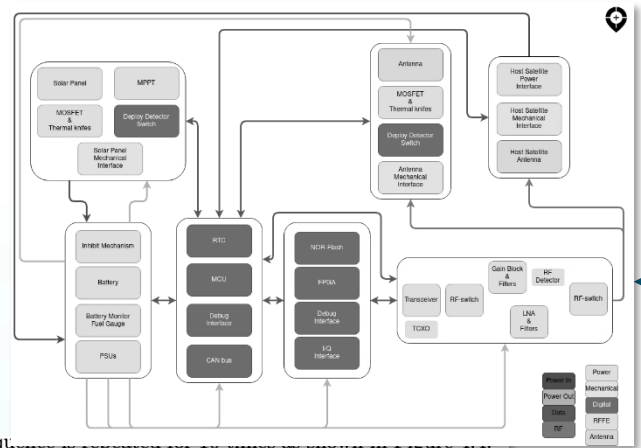 Solar Panel
MPPT
MOSFET
&
Thermal knifes
Deploy Detector
Switch
Solar Panel
Mechanical
Interface
Antenna
MOSFET
&
Thermal knifes
Deploy Detector
Switch
Antenna
Mechanical
Interface
Host Satellite
Power
Interface
Host Satellite
Mechanical
Interface
Host Satellite
Antenna
Inhibit Mechanism
Battery
Battery Monitor
Fuel Gauge
PSUs
RTC
MCU
Debug
Interface
CAN bus
NOR-Flash
FPGA
Debug
Interface
I/Q
Interface
Transceiver
TCXO
RF-switch
Gain Block
&
Filters
RF
Detector
LNA
&
Filters
RF-switch
Power In
Power Out
Data
RF
Power
Mechanical
Digital
RFFE
Antenna